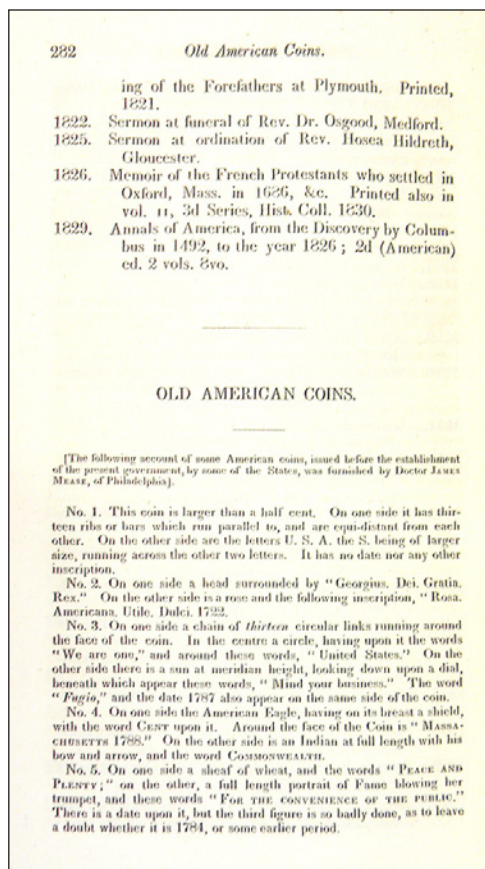 282 Old American Coins.
ing of the Forefathers at Plymouth. Printed,
1821.
1822. Sermon at funeral of Rev. Dr. Osgood, Medford.
1825. Sermon at ordination of Rev. Hosea Hildreth,
Gloucester.
1826. Memoir of the French Protestants who settled in
Oxford, Mass. in 1686, &c. Printed also in
vol. II, 3d Series, Hist. Coll. 1830.
1829. Annals of America, from the Discovery by Colum-
bus in 1492, to the year 1826; 2d (American)
ed. 2 vols. 8vo.
OLD AMERICAN COINS.
[The following account of some American coins, issued before the establishment
of the present government, by some of the States, was furnished by Doctor JAMES
MEASE, of Philadelphia].
No. 1. This coin is larger than a half cent. On one side it has thir-
teen ribs or bars which run parallel to, and are equi-distant from each
other. On the other side are the letters U. S. A. the S. being of larger
size, running across the other two letters. It has no date nor any other
inscription.
No. 2. On one side a head surrounded by "Georgius. Dei. Gratia.
Rex." On the other side is a rose and the following inscription, "Rosa.
Americana. Utile. Dulci. 1722.
No. 3. On one side a chain of thirteen circular links running around
the face of the coin. In the centre a circle, having upon it the words
"We are one," and around these words, "United States." On the
other side there is a sun at meridian height, looking down upon a dial,
beneath which appear these words, "Mind your business." The word
"Fugio," and the date 1787 also appear on the same side of the coin.
No. 4. On one side the American Eagle, having on its breast a shield,
with the word CENT upon it. Around the face of the Coin is "MASSA-
CHUSETTS 1788." On the other side is an Indian at full length with his
bow and arrow, and the word COMMONWEALTH.
No. 5. On one side a sheaf of wheat, and the words "PEACE AND
PLENTY;" on the other, a full length portrait of Fame blowing her
trumpet, and these words "FOR THE CONVENIENCE OF THE PUBLIC."
There is a date upon it, but the third figure is so badly done, as to leave
a doubt whether it is 1784, or some earlier period.